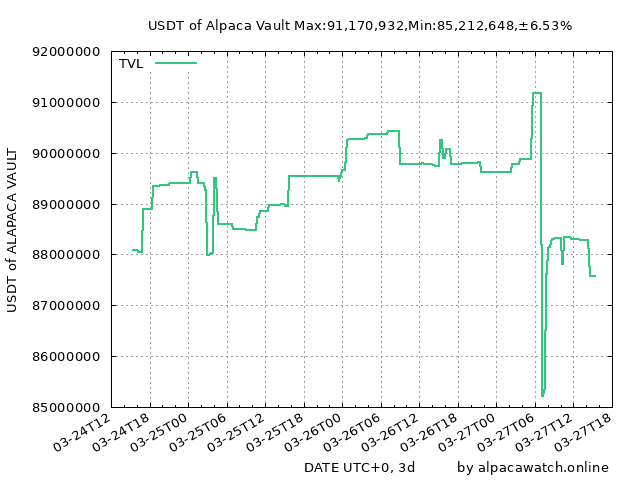 USDT of Alpaca Vault Max:91,170,932,Min:85,212,648,±6.53%
TVL
92000000
91000000
90000000
89000000
88000000
87000000
86000000
85000000
USDT of ALAPACA VAULT
03-24T12
03-24T18
03-25T00
03-25T06
03-25T12
03-25T18
03-26T00
03-26T06
03-26T12
03-26T18
03-27T00
03-27T06
03-27T12
03-27T18
DATE UTC+0, 3d
by alpacawatch.online